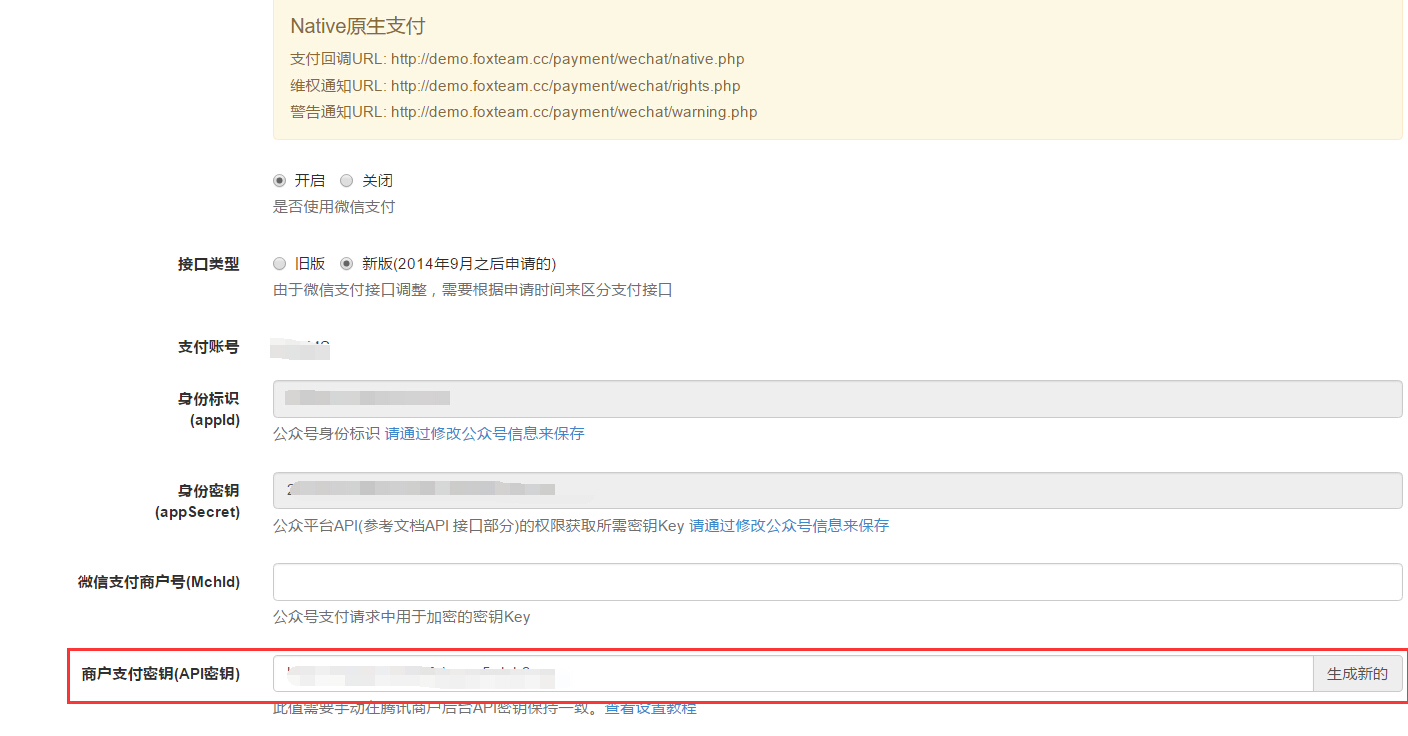 Native原生支付
支付回调URL: http://demo.foxteam.cc/payment/wechat/native.php
维权通知URL: http://demo.foxteam.cc/payment/wechat/rights.php
警告通知URL: http://demo.foxteam.cc/payment/wechat/warning.php
开启 关闭
是否使用微信支付
接口类型 旧版 新版(2014年9月之后申请的)
由于微信支付接口调整，需要根据申请时间来区分支付接口
支付账号
身份标识
(appId)
公众号身份标识 请通过修改公众号信息来保存
身份密钥
(appSecret)
公众平台API(参考文档API 接口部分)的权限获取所需密钥Key 请通过修改公众号信息来保存
微信支付商户号(MchId)
公众号支付请求中用于加密的密钥Key
商户支付密钥(API密钥) 生成新的
此值需要手动在腾讯商户后台API密钥保持一致。查看设置教程